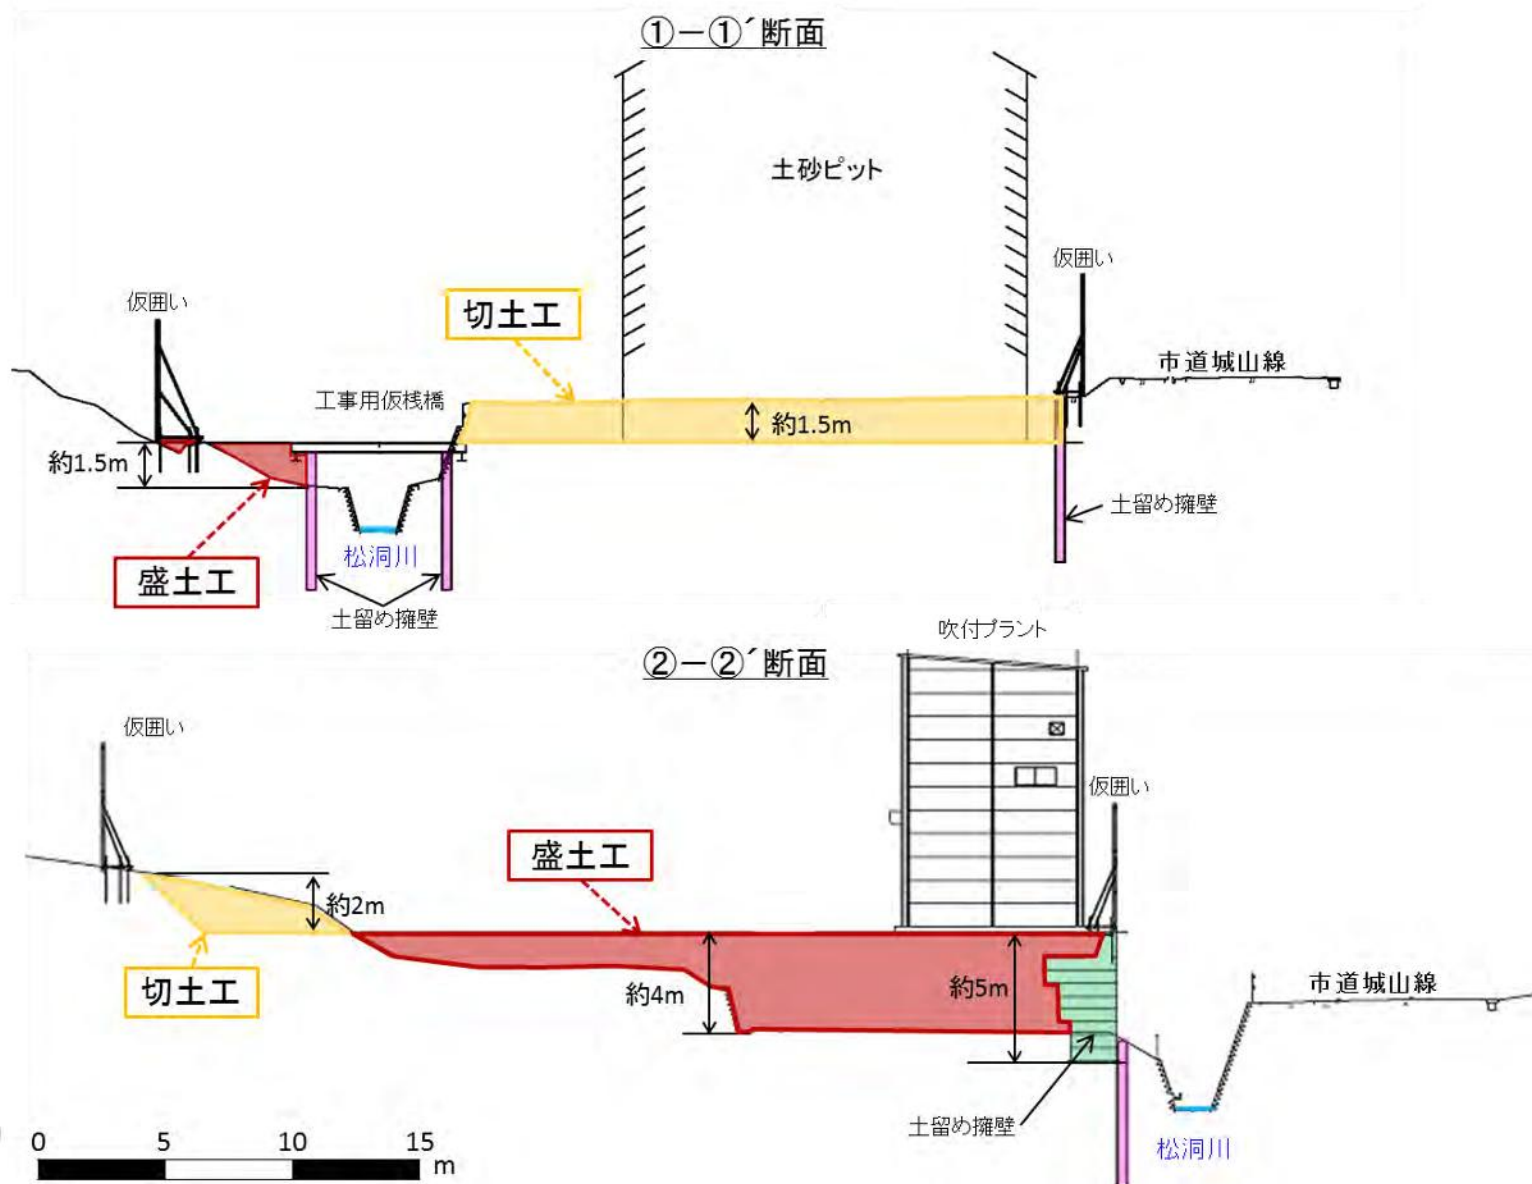 ①-①´断面
土砂ピット
仮囲い
仮囲い
切土工
市道城山線
工事用仮桟橋
約1.5m
約1.5m
土留め擁壁
松洞川
盛土工
土留め擁壁
吹付プラント
②-②´断面
仮囲い
仮囲い
盛土工
約2m
市道城山線
約4m
約5m
切土工
土留め擁壁
松洞川
0 5 10 15
m